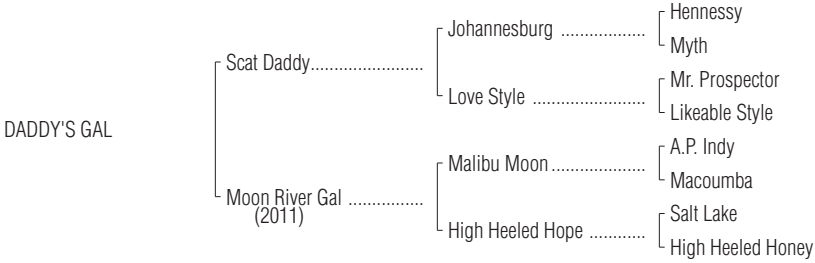 Hennessy
Johannesburg ...................
Myth
Scat Daddy.......................
Mr. Prospector
Love Style ........................
Likeable Style
DADDY'S GAL
A.P. Indy
Malibu Moon ....................
Macoumba
Moon River Gal ................
(2011)
Salt Lake
High Heeled Hope ............
High Heeled Honey